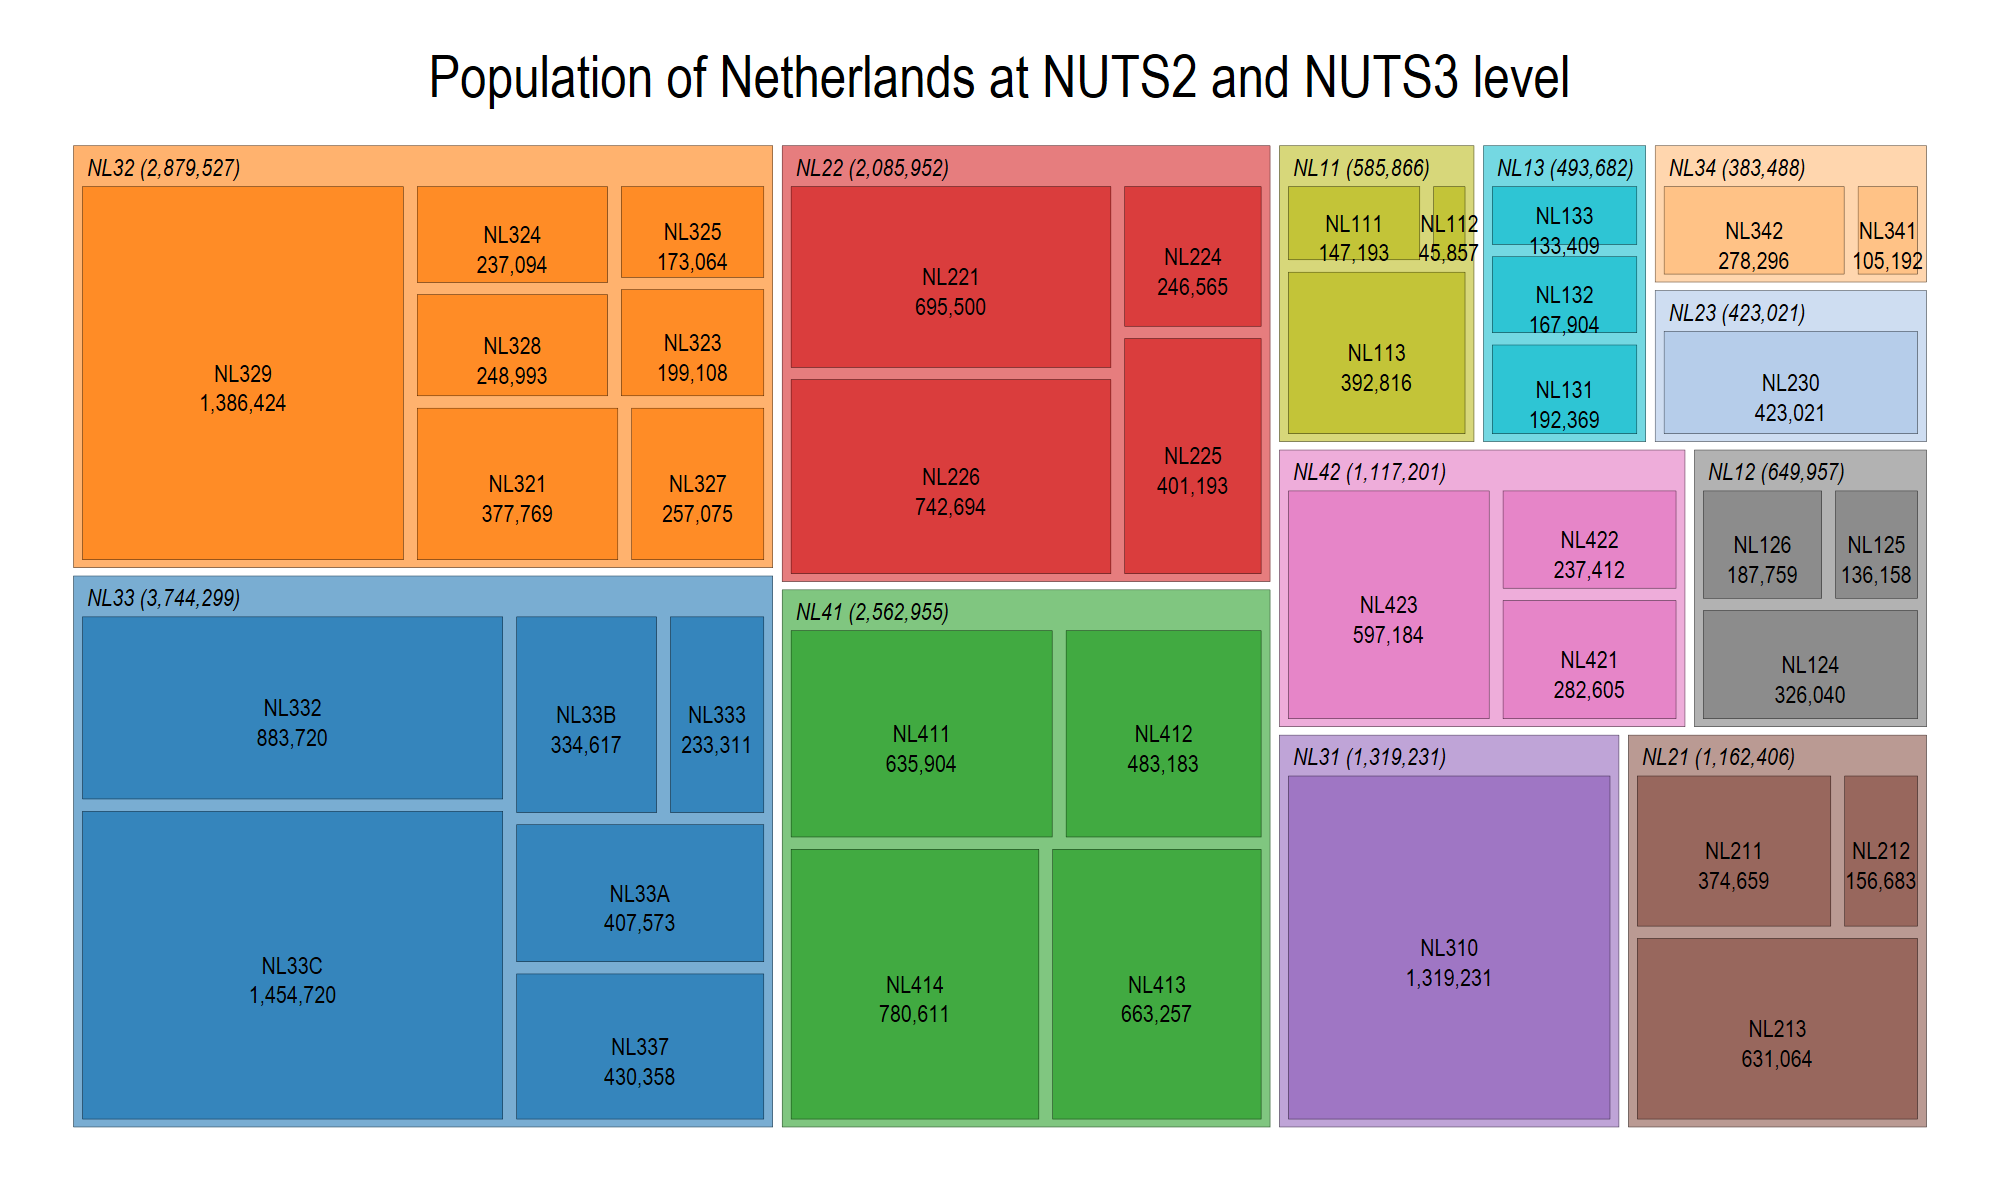 Population of Netherlands at NUTS2 and NUTS3 level
NL32 (2,879,527)
NL329
1,386,424
NL324
237,094
NL325
173,064
NL328
248,993
NL323
199,108
NL321
377,769
NL327
257,075
NL33 (3,744,299)
NL332
883,720
NL33B
334,617
NL333
233,311
NL33C
1,454,720
NL33A
407,573
NL337
430,358
NL22 (2,085,952)
NL221
695,500
NL224
246,565
NL226
742,694
NL225
401,193
NL41 (2,562,955)
NL411
635,904
NL412
483,183
NL414
780,611
NL413
663,257
NL11 (585,866)
NL111
147,193
NL112
45,857
NL113
392,816
NL13 (493,682)
NL133
133,409
NL132
167,904
NL131
192,369
NL34 (383,488)
NL342
278,296
NL341
105,192
NL23 (423,021)
NL230
423,021
NL42 (1,117,201)
NL423
597,184
NL422
237,412
NL421
282,605
NL12 (649,957)
NL126
187,759
NL125
136,158
NL124
326,040
NL31 (1,319,231)
NL310
1,319,231
NL21 (1,162,406)
NL211
374,659
NL212
156,683
NL213
631,064